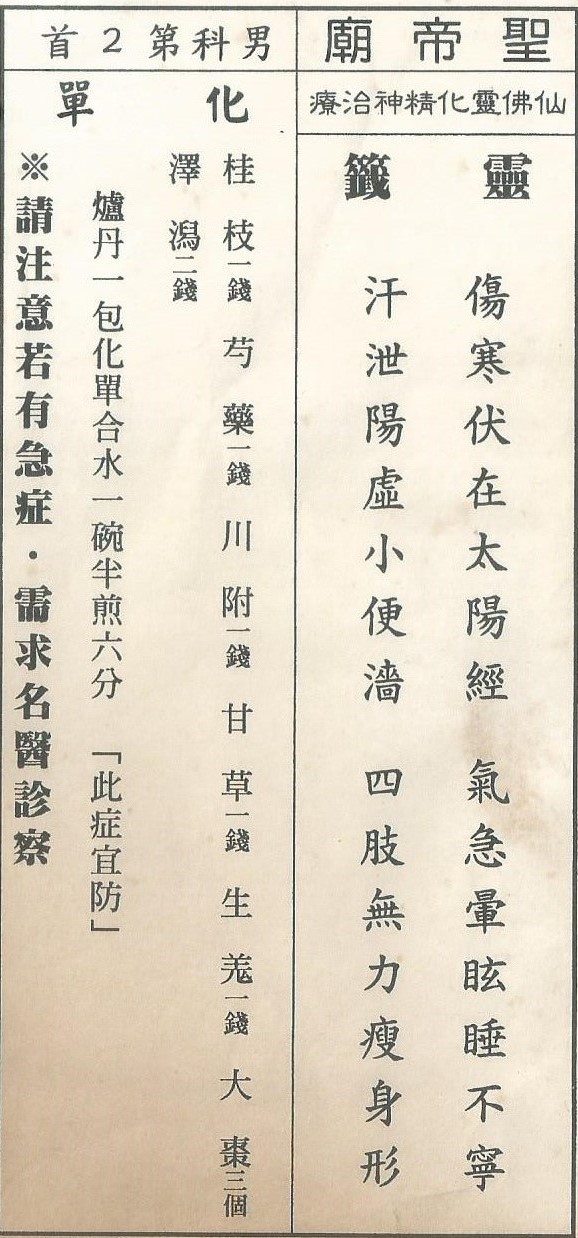 聖帝廟
仙佛靈化精神治療
靈籤
傷寒伏在太陽經 氣急暈眩睡不寧
汗泄陽虛小便濇 四肢無力瘦身形
男科第2首
化單
桂枝一錢 芍藥一錢 川附一錢 甘草一錢 生羗一錢 大棗三個
澤潟二錢
爐丹一包化單合水一碗半煎六分 「此症宜防」
※請注意若有急症・需求名醫診察